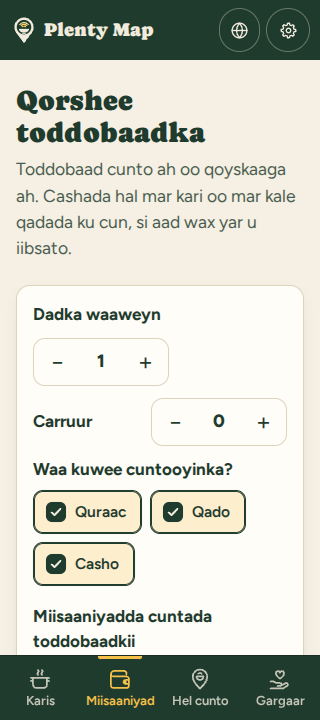 Plenty Map
Qorshee
toddobaadka
Toddobaad cunto ah oo qoyskaaga
ah. Cashada hal mar kari oo mar kale
qadada ku cun, si aad wax yar u
iibsato.
Dadka waaweyn
− 1 +
Carruur
− 0 +
Waa kuwee cuntooyinka?
Quraac
Qado
Casho
Miisaaniyadda cuntada
toddobaadkii
Karis
Miisaaniyad
Hel cunto
Gargaar